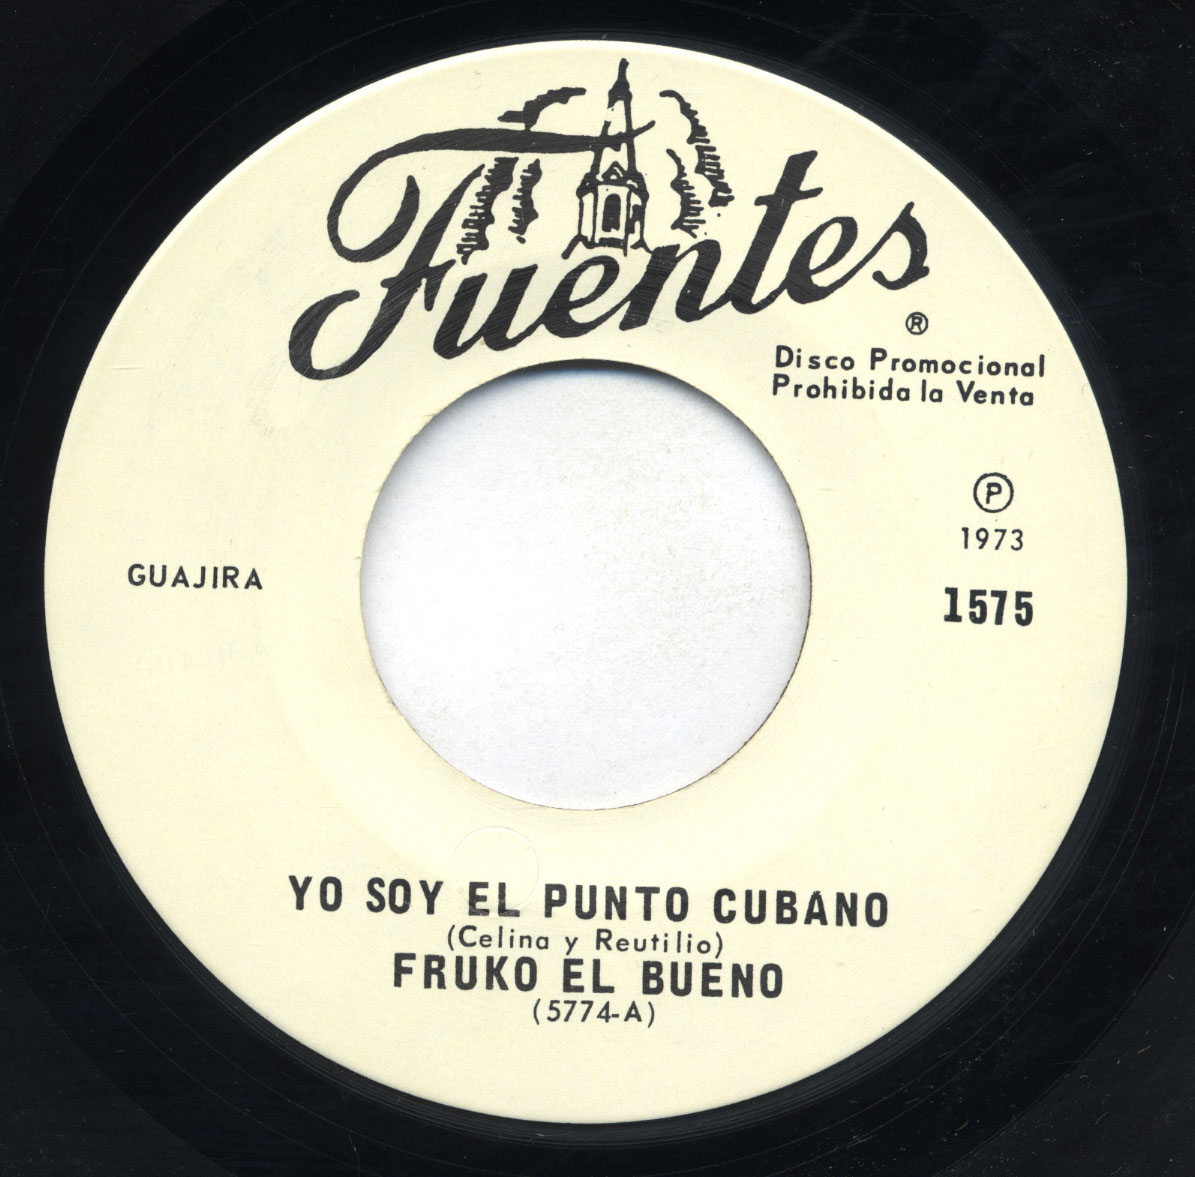 Fuentes
®
Disco Promocional
Prohibida la Venta
℗
1973
1575
GUAJIRA
YO SOY EL PUNTO CUBANO
(Celina y Reutilio)
FRUKO EL BUENO
(5774-A)